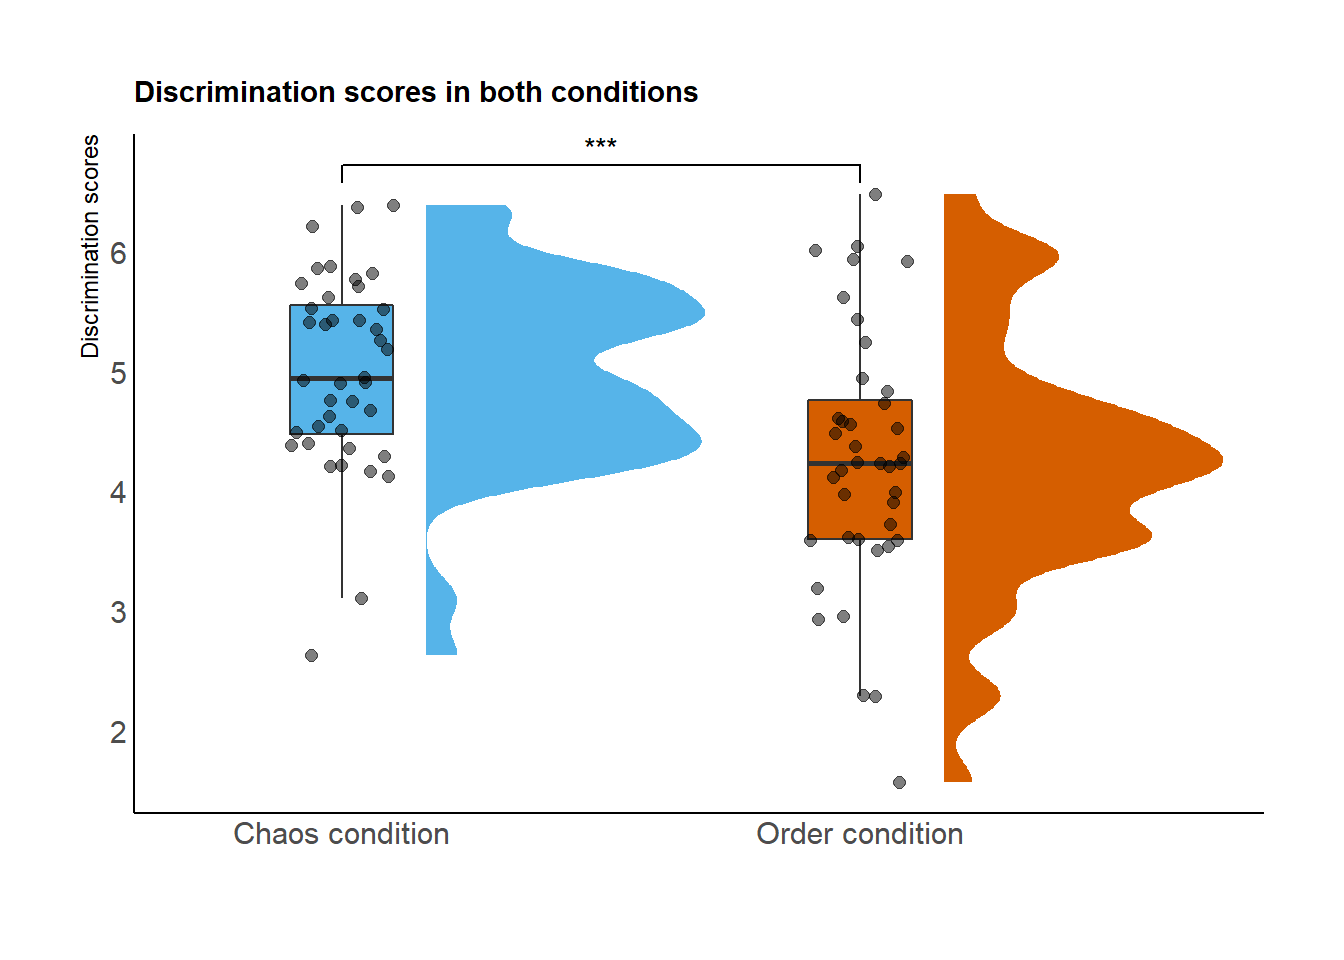 Discrimination scores in both conditions
***
Discrimination scores
6
5
4
3
2
Chaos condition
Order condition